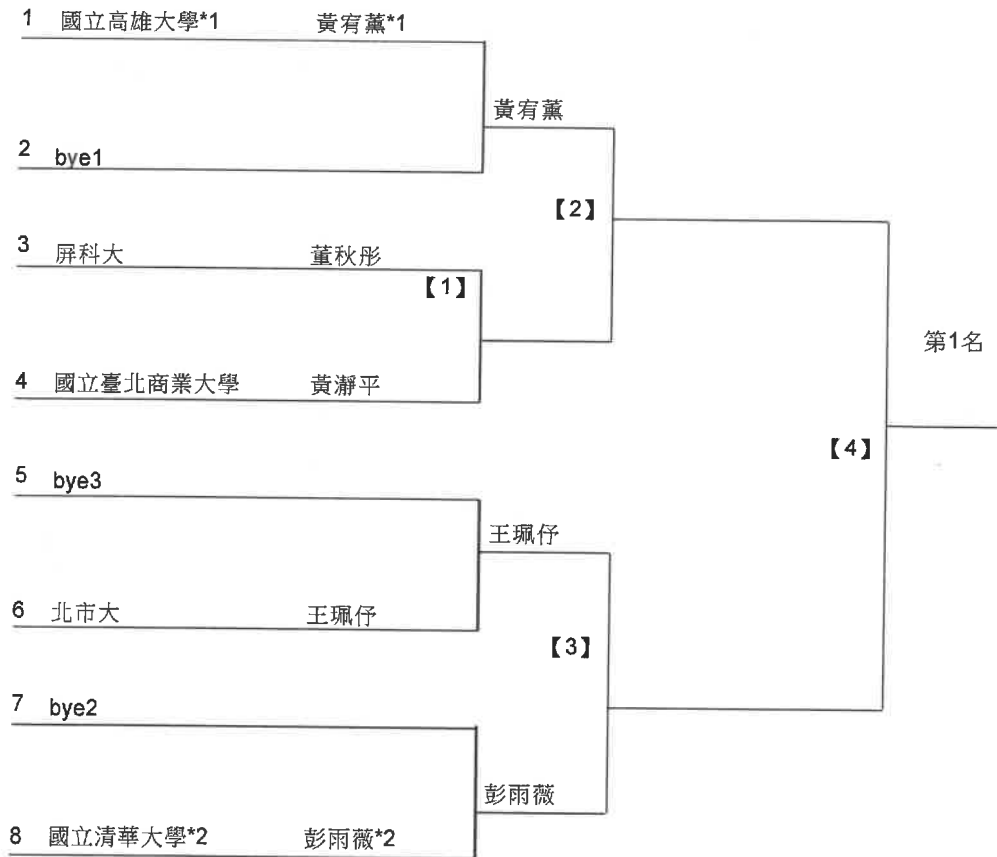 1 國立高雄大學*1 黃宥薰*1
黃宥薰
2 bye1
【2】
3 屏科大 董秋彤
【1】
第1名
4 國立臺北商業大學 黃瀞平
【4】
5 bye3
王珮伃
6 北市大 王珮伃
【3】
7 bye2
彭雨薇
8 國立清華大學*2 彭雨薇*2